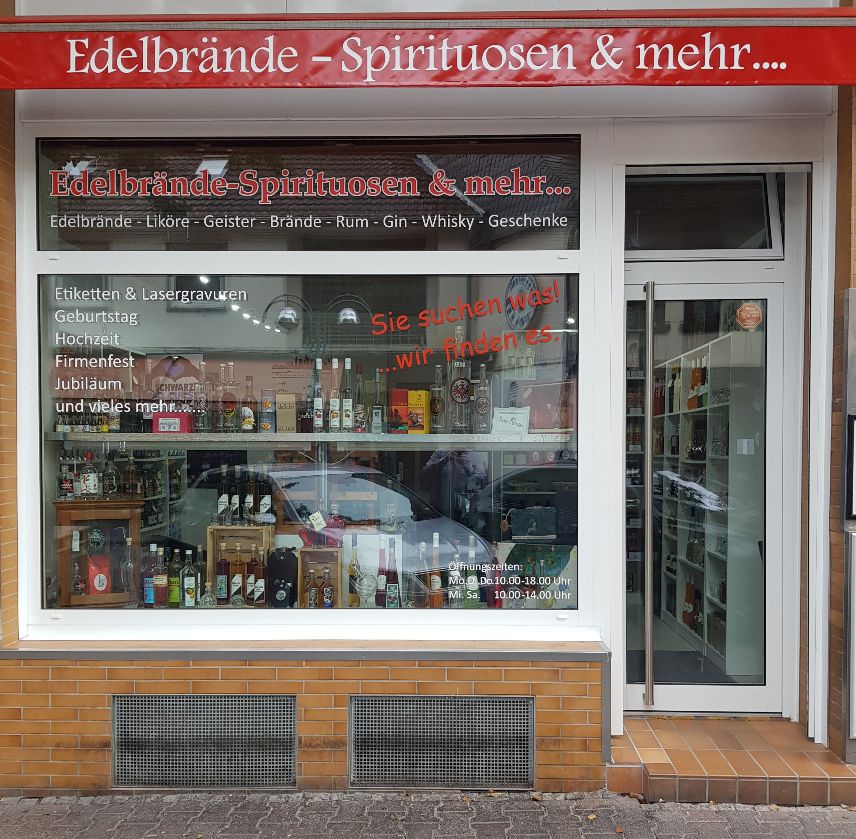 Edelbrände – Spirituosen & mehr....
Edelbrände-Spirituosen & mehr...
Edelbrände - Liköre - Geister - Brände - Rum - Gin - Whisky - Geschenke
Etiketten & Lasergravuren
Geburtstag
Hochzeit
Firmenfest
Jubiläum
und vieles mehr.......
Sie suchen was!
...wir finden es.
SCHWARZ
Öffnungszeiten:
Mo.Di.Do.10.00-18.00 Uhr
Mi. Sa. 10.00-14.00 Uhr